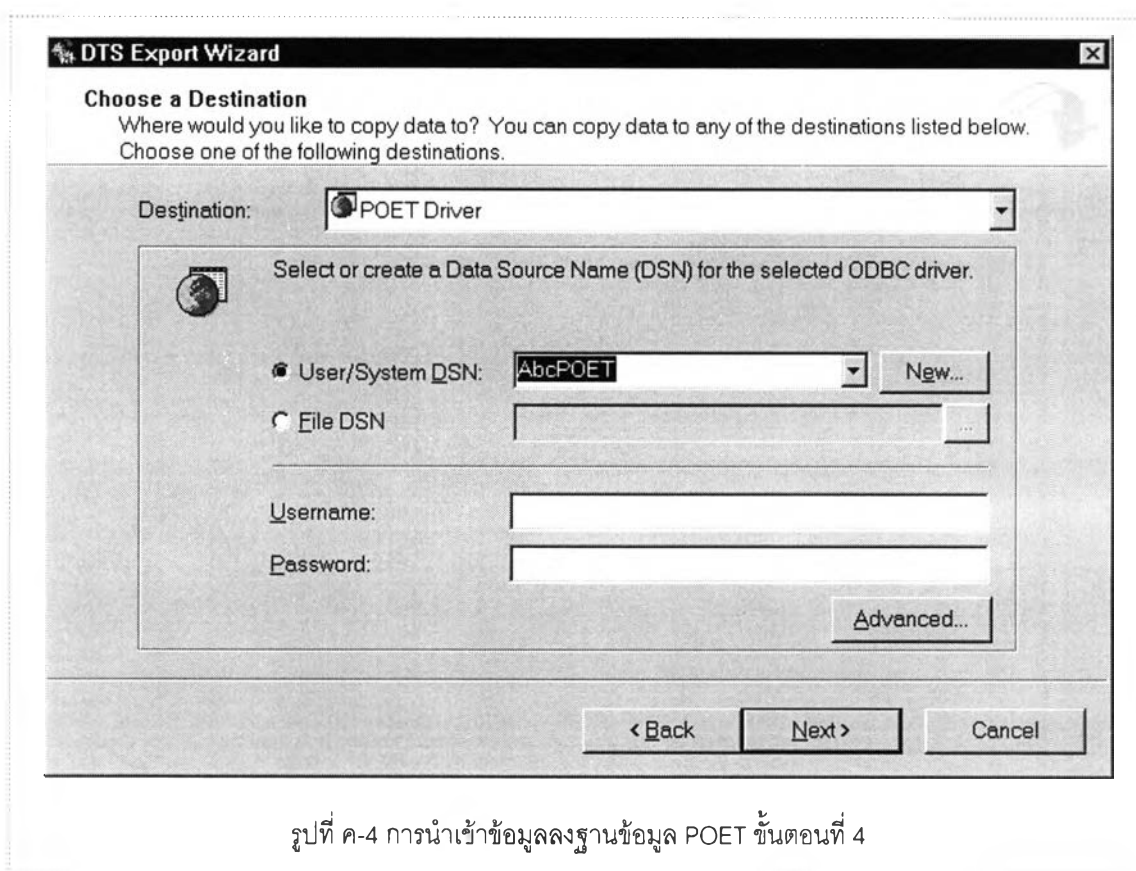 DTS Export Wizard
Choose a Destination
Where would you like to copy data to? You can copy data to any of the destinations listed below.
Choose one of the following destinations.
Destination: POET Driver
Select or create a Data Source Name (DSN) for the selected ODBC driver.
User/System DSN: AbcPOET New...
File DSN ...
Username:
Password:
Advanced...
< Back Next > Cancel
รูปที่ ค-4 การนำเข้าข้อมูลลงฐานข้อมูล POET ขั้นตอนที่ 4